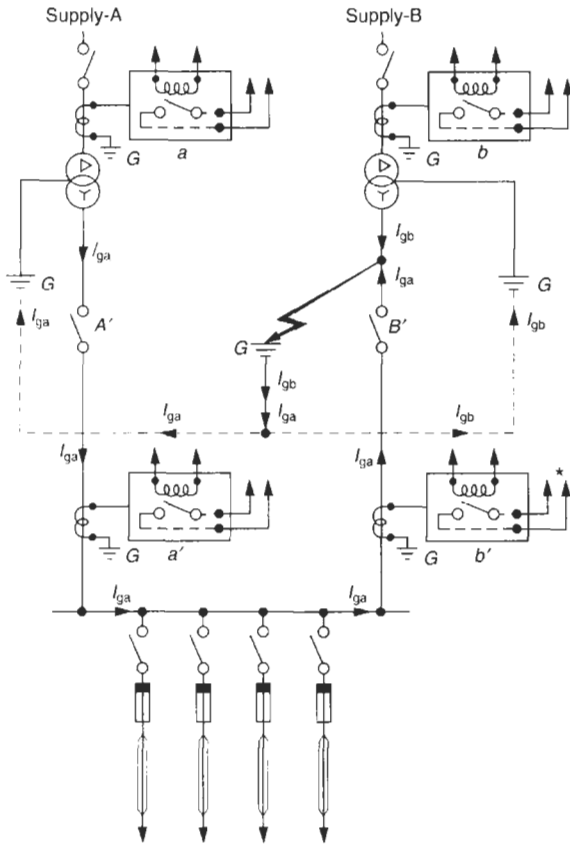 Supply-A Supply-B
G a G b
Iga Igb
Iga
G G
Iga A' B' Igb
G
Igb
Iga
Iga Igb
Iga Iga
*
G a' G b'
Iga Iga